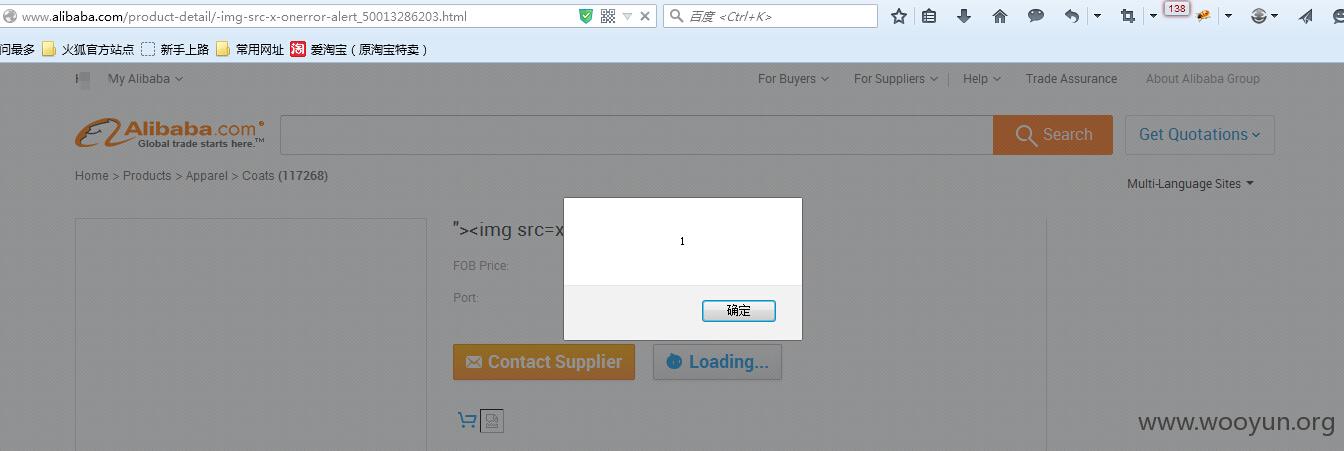 www.alibaba.com/product-detail/-img-src-x-onerror-alert_50013286203.html
百度 <Ctrl+K>
138
问最多 火狐官方站点 新手上路 常用网址 淘 爱淘宝（原淘宝特卖）
My Alibaba For Buyers For Suppliers Help Trade Assurance About Alibaba Group
Alibaba.com® Search Get Quotations
Global trade starts here.™
Home > Products > Apparel > Coats (117268)
Multi-Language Sites
"><img src=x
1
FOB Price:
Port:
确定
Contact Supplier Loading...
www.wooyun.org